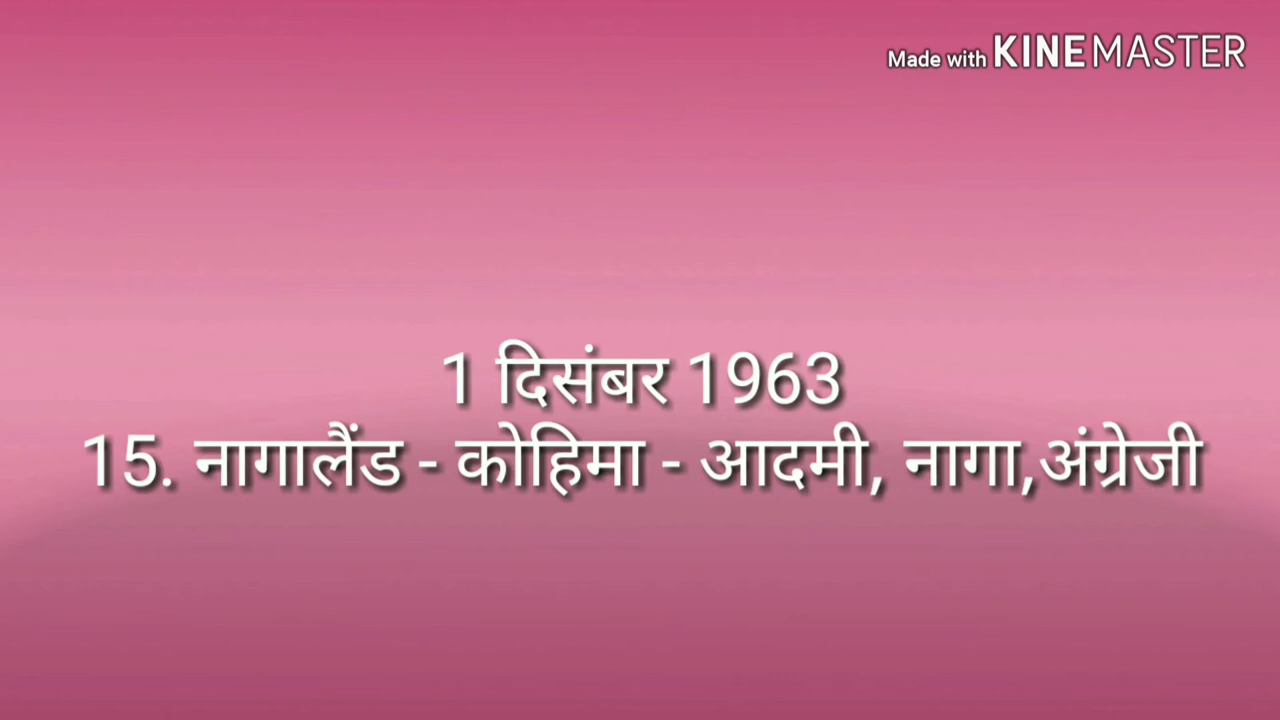 Made with KINEMASTER
1 दिसंबर 1963
15. नागालैंड - कोहिमा - आदमी, नागा,अंग्रेजी